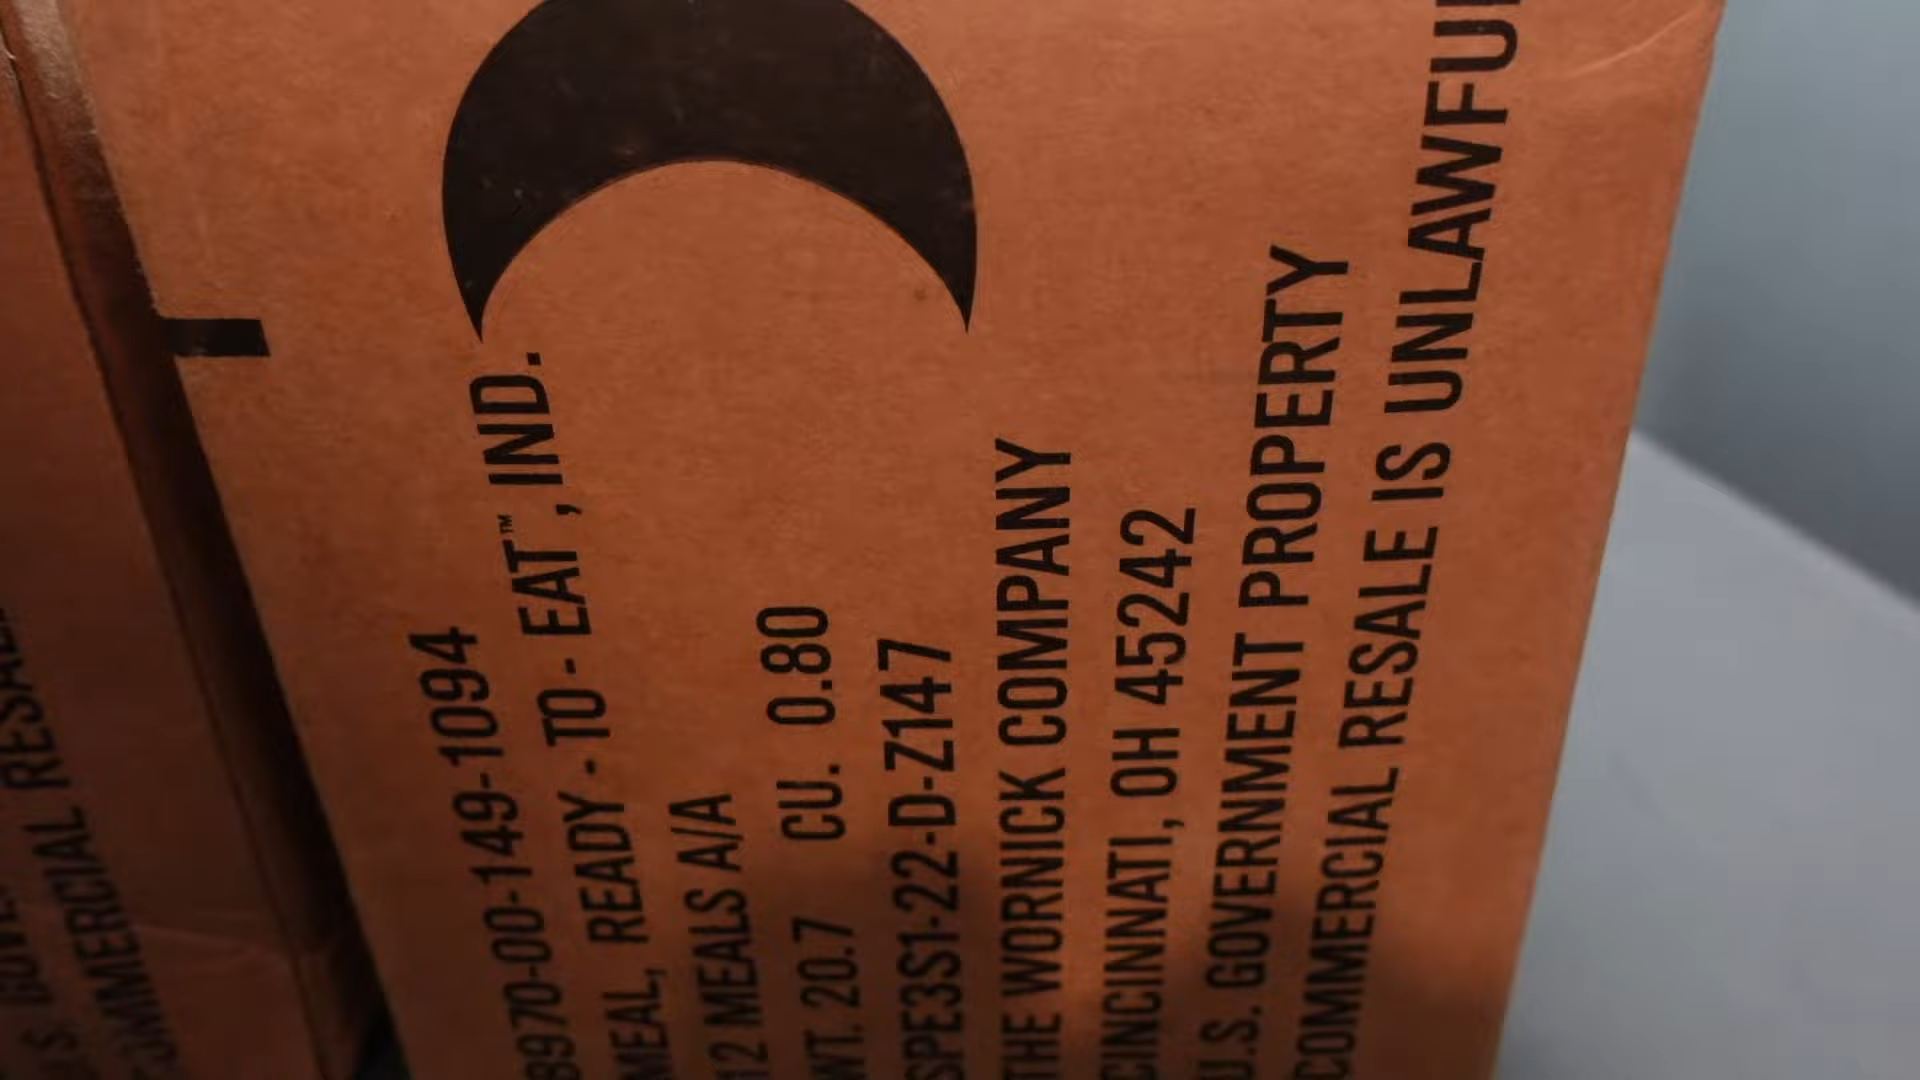 8970-00-149-1094
MEAL, READY - TO - EAT™, IND.
12 MEALS A/A
WT. 20.7 CU. 0.80
SPE3S1-22-D-Z147
THE WORNICK COMPANY
CINCINNATI, OH 45242
U.S. GOVERNMENT PROPERTY
COMMERCIAL RESALE IS UNLAWFUL
U.S.
COMMERCIAL RESALE